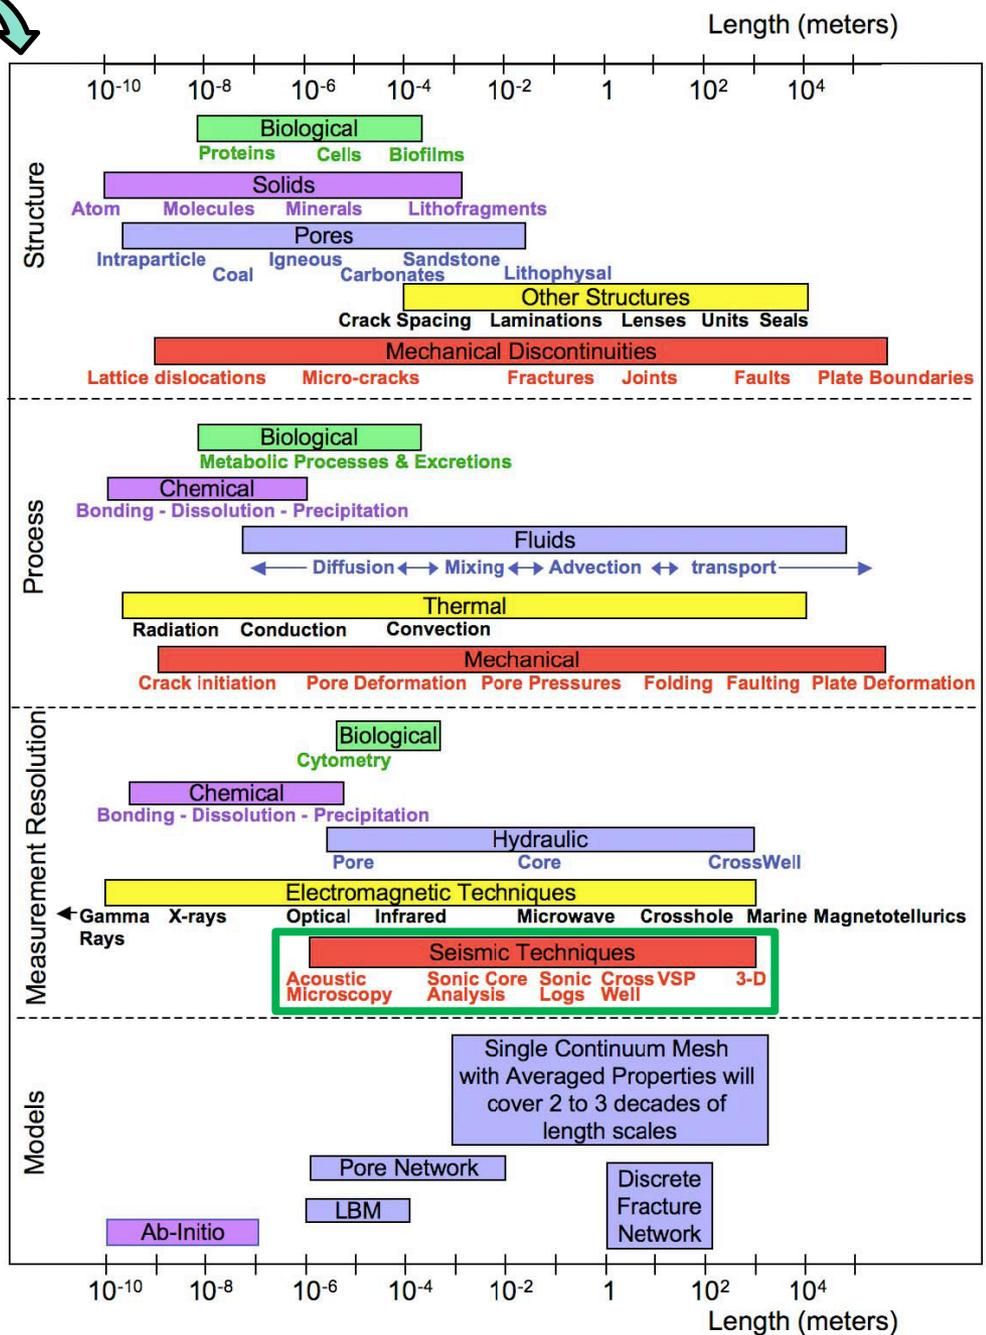 Length (meters)
10-10 10-8 10-6 10-4 10-2 1 102 104
Structure
Biological
Proteins Cells Biofilms
Solids
Atom Molecules Minerals Lithofragments
Pores
Intraparticle Igneous Sandstone
Coal Carbonates Lithophysal
Other Structures
Crack Spacing Laminations Lenses Units Seals
Mechanical Discontinuities
Lattice dislocations Micro-cracks Fractures Joints Faults Plate Boundaries
Process
Biological
Metabolic Processes & Excretions
Chemical
Bonding - Dissolution - Precipitation
Fluids
Diffusion Mixing Advection transport
Thermal
Radiation Conduction Convection
Mechanical
Crack initiation Pore Deformation Pore Pressures Folding Faulting Plate Deformation
Measurement Resolution
Biological
Cytometry
Chemical
Bonding - Dissolution - Precipitation
Hydraulic
Pore Core CrossWell
Electromagnetic Techniques
Gamma X-rays Optical Infrared Microwave Crosshole Marine Magnetotellurics
Rays
Seismic Techniques
Acoustic Sonic Core Sonic Cross VSP 3-D
Microscopy Analysis Logs Well
Models
Single Continuum Mesh
with Averaged Properties will
cover 2 to 3 decades of
length scales
Pore Network
Discrete
Fracture
Network
LBM
Ab-Initio
10-10 10-8 10-6 10-4 10-2 1 102 104
Length (meters)